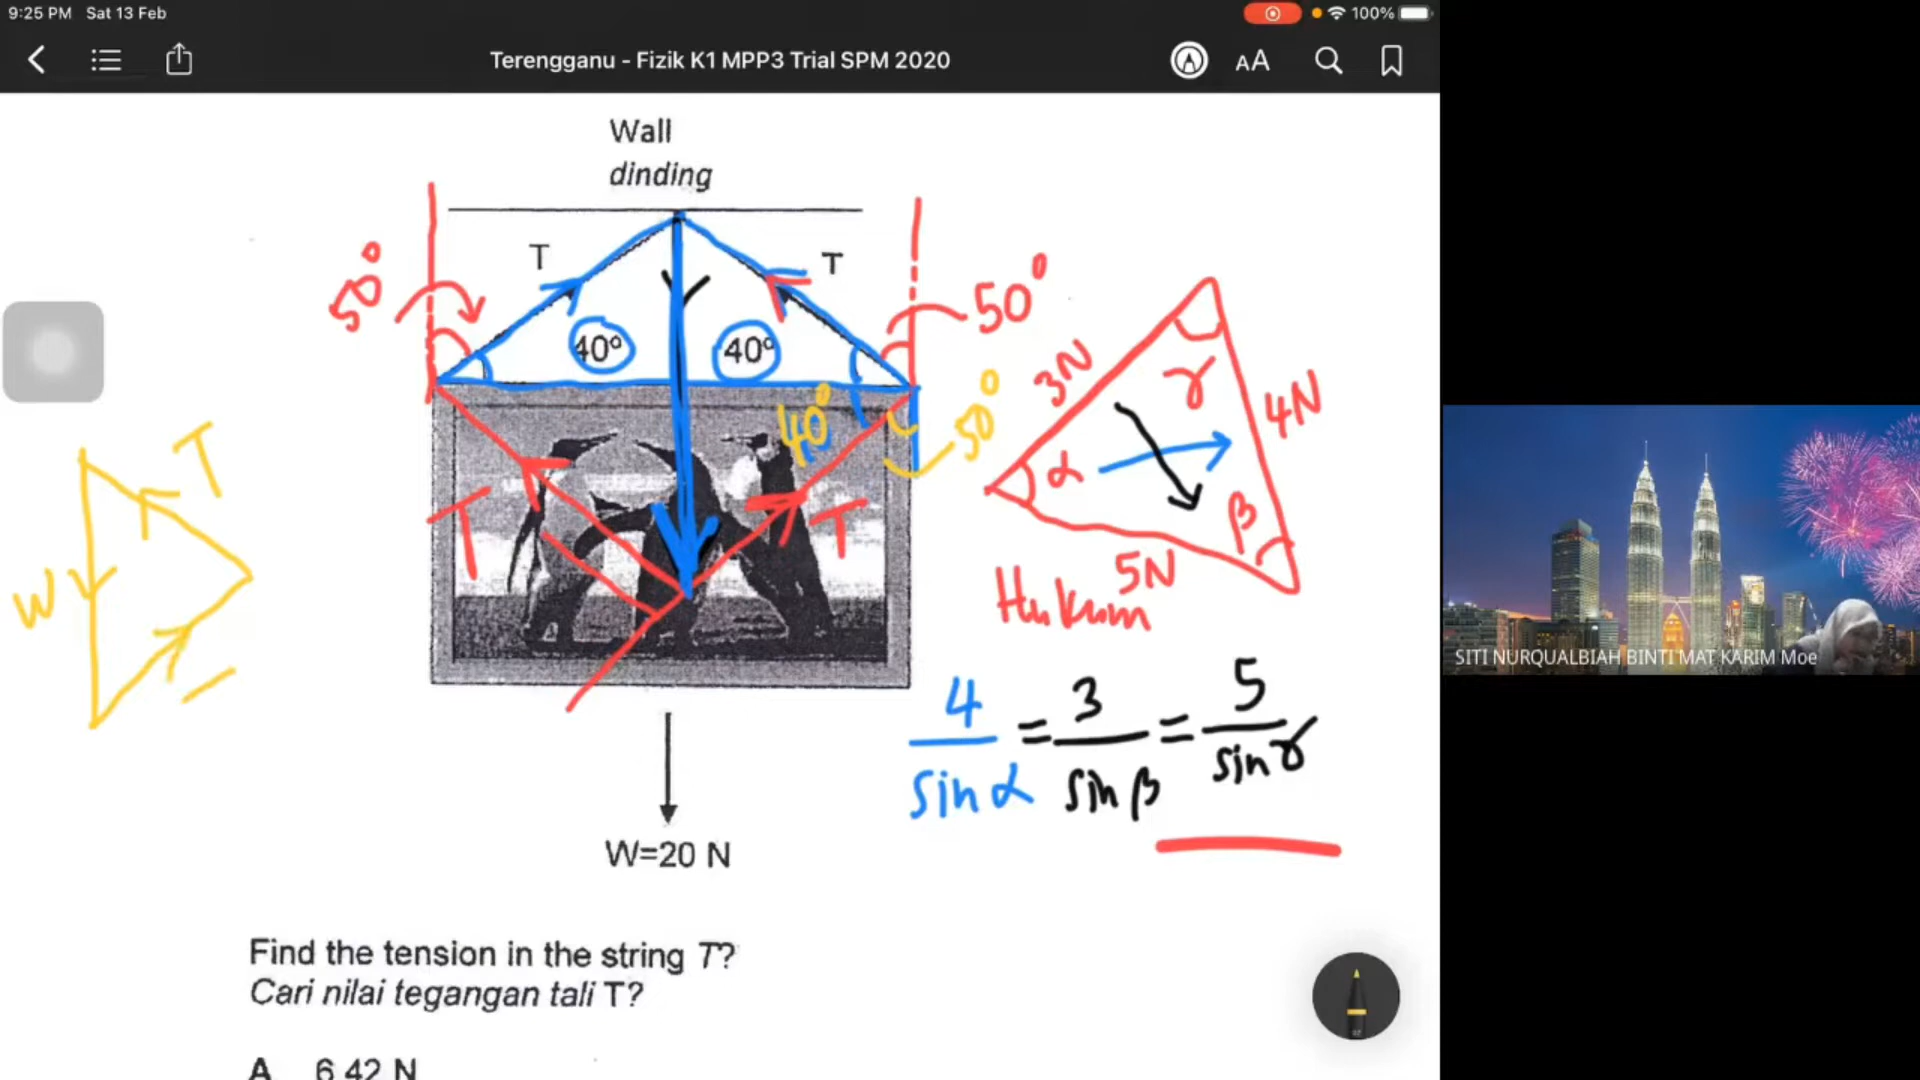 9:25 PM Sat 13 Feb
100%
Terengganu - Fizik K1 MPP3 Trial SPM 2020
AA
Wall
dinding
T
T
50°
50°
40°
40°
40°
50°
T
T
T
W
3N
4N
5N
α
β
γ
Hukum
4/sin α = 3/sin β = 5/sin γ
W=20 N
SITI NURQUALBIAH BINTI MAT KARIM Moe
Find the tension in the string T?
Cari nilai tegangan tali T?
A 6.42 N